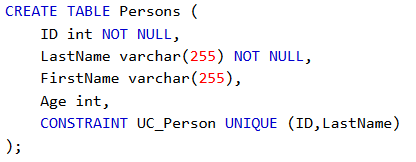 CREATE TABLE Persons (
    ID int NOT NULL,
    LastName varchar(255) NOT NULL,
    FirstName varchar(255),
    Age int,
    CONSTRAINT UC_Person UNIQUE (ID,LastName)
);